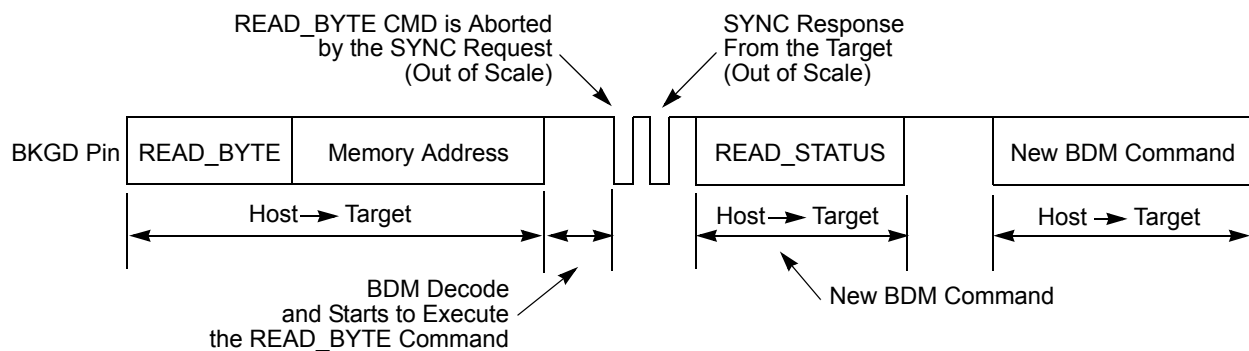 READ_BYTE CMD is Aborted
by the SYNC Request
(Out of Scale)
SYNC Response
From the Target
(Out of Scale)
BKGD Pin
READ_BYTE
Memory Address
READ_STATUS
New BDM Command
Host → Target
Host → Target
Host → Target
BDM Decode
and Starts to Execute
the READ_BYTE Command
New BDM Command